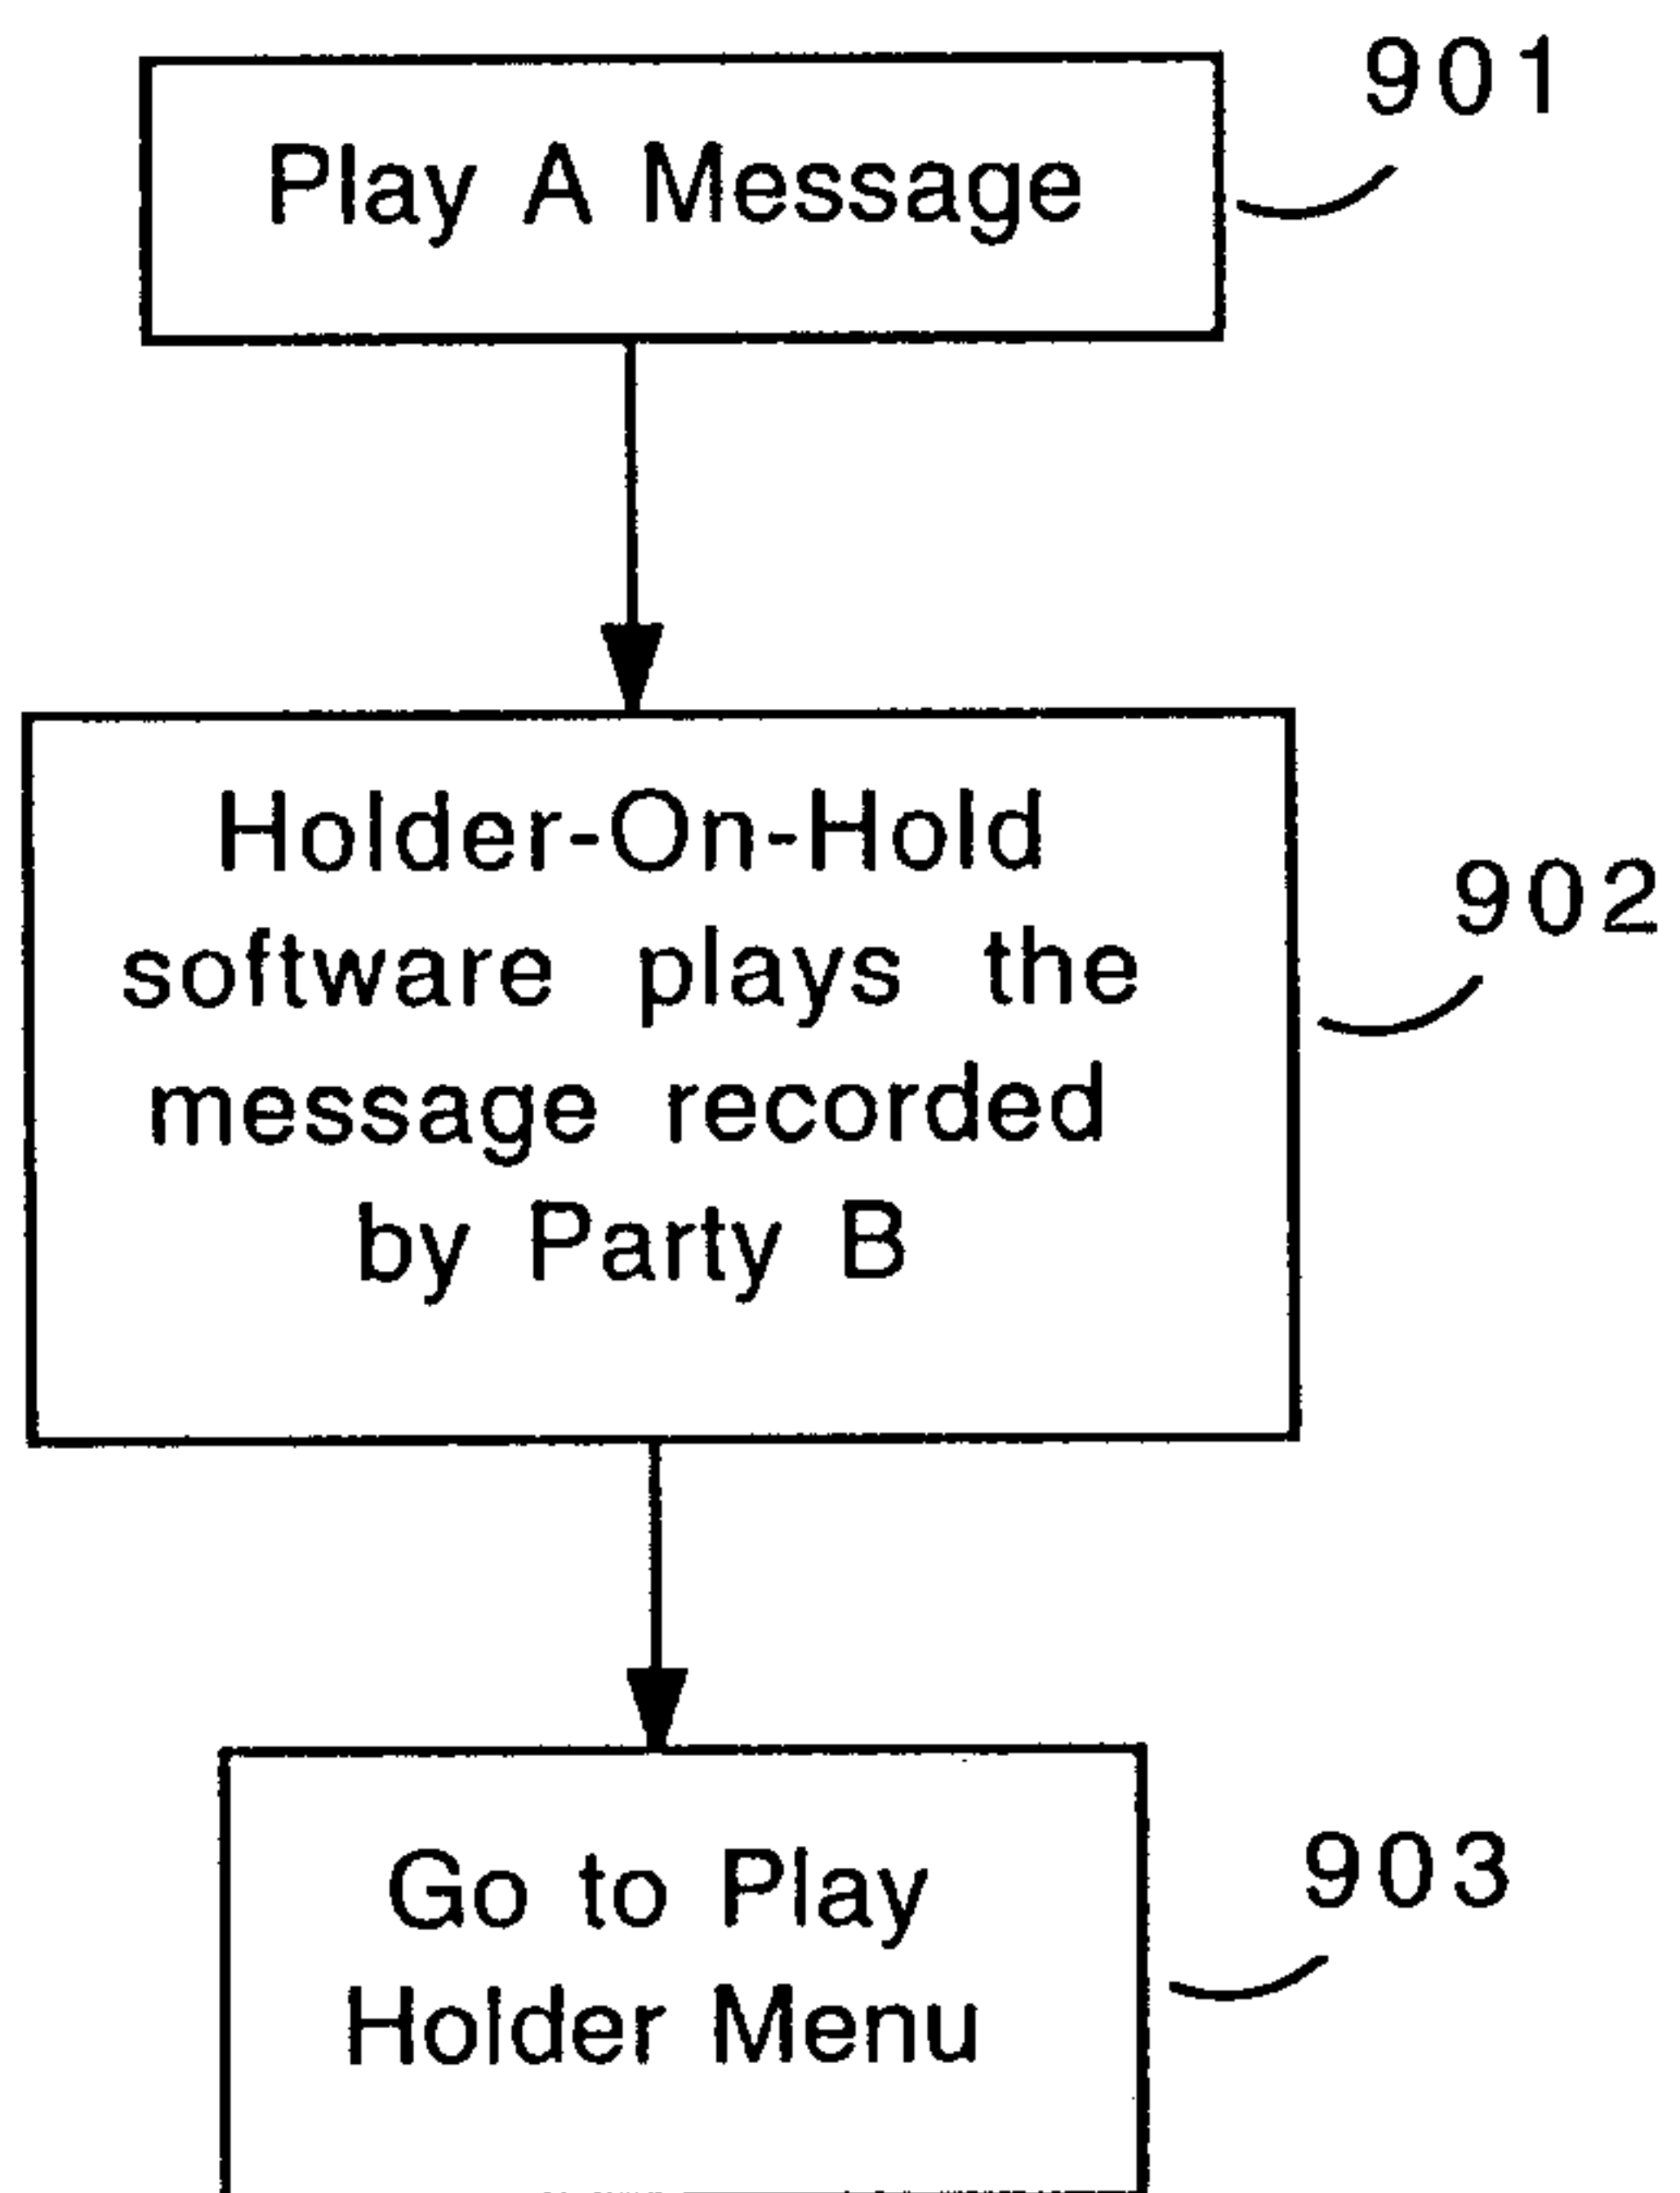 901
Play A Message
Holder-On-Hold
software plays the
message recorded
by Party B
902
Go to Play
Holder Menu
903